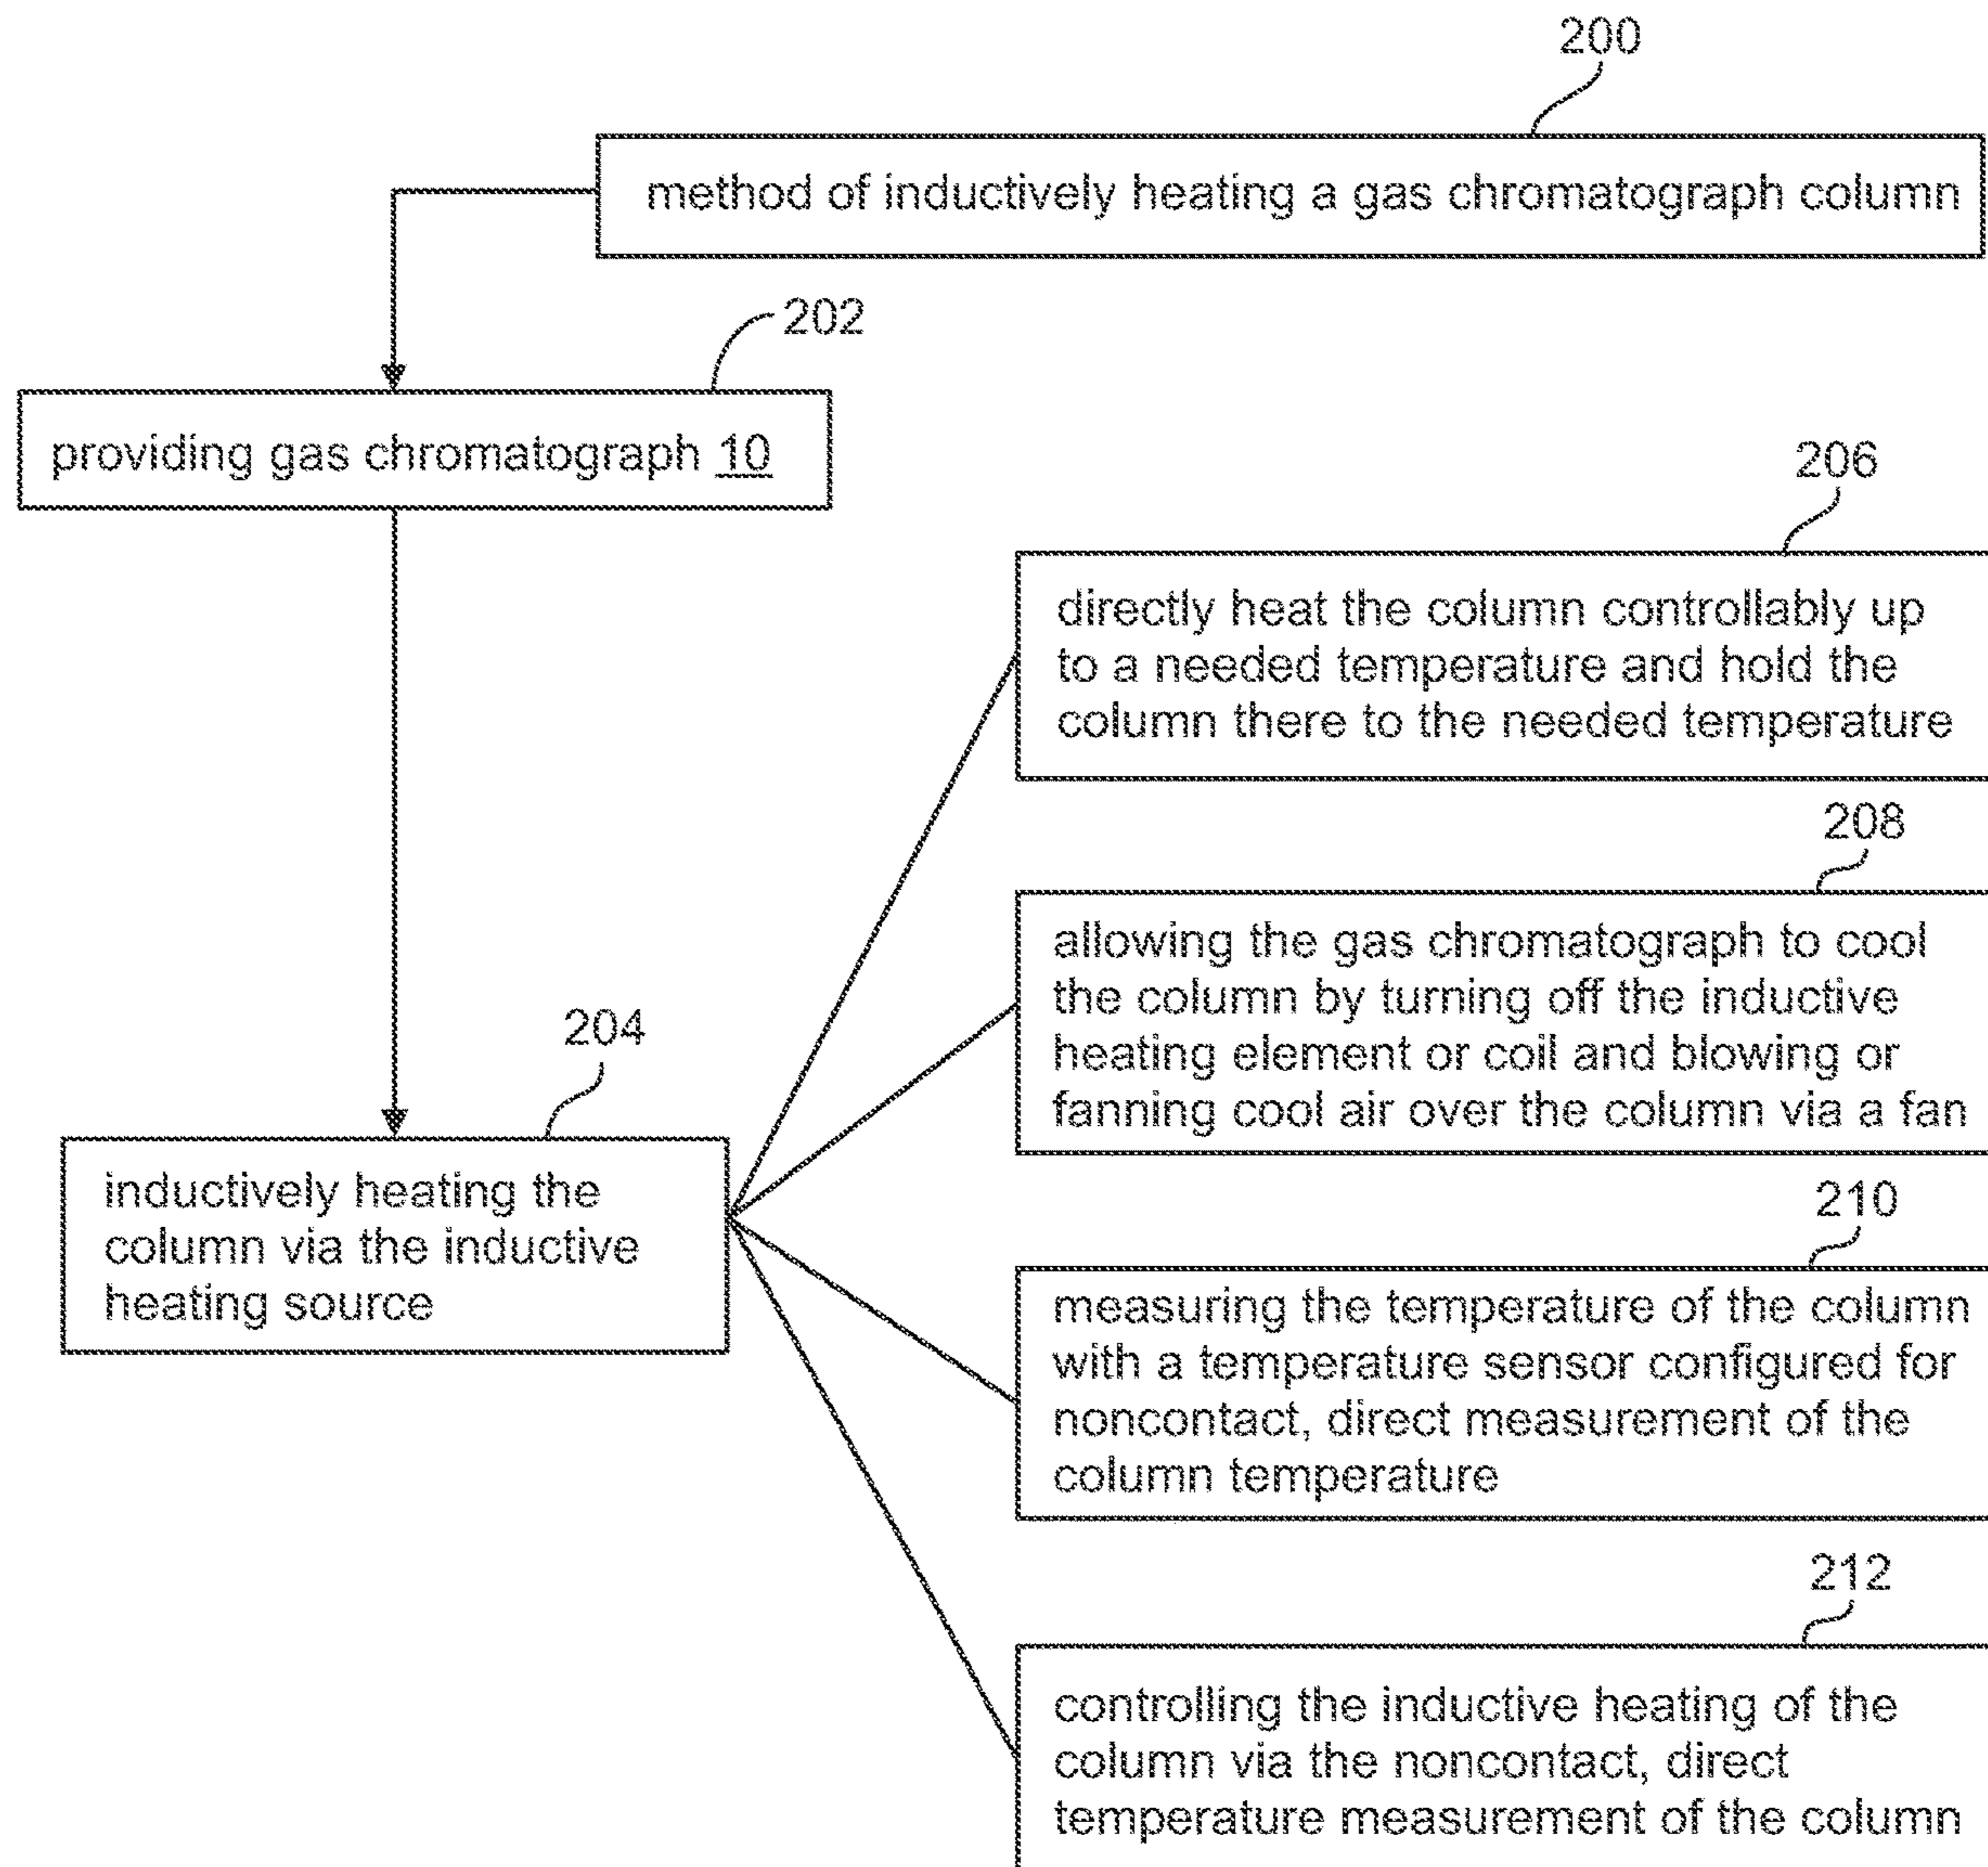 200
method of inductively heating a gas chromatograph column
202
providing gas chromatograph 10
206
directly heat the column controllably up
to a needed temperature and hold the
column there to the needed temperature
208
allowing the gas chromatograph to cool
the column by turning off the inductive
heating element or coil and blowing or
fanning cool air over the column via a fan
204
inductively heating the
column via the inductive
heating source
210
measuring the temperature of the column
with a temperature sensor configured for
noncontact, direct measurement of the
column temperature
212
controlling the inductive heating of the
column via the noncontact, direct
temperature measurement of the column